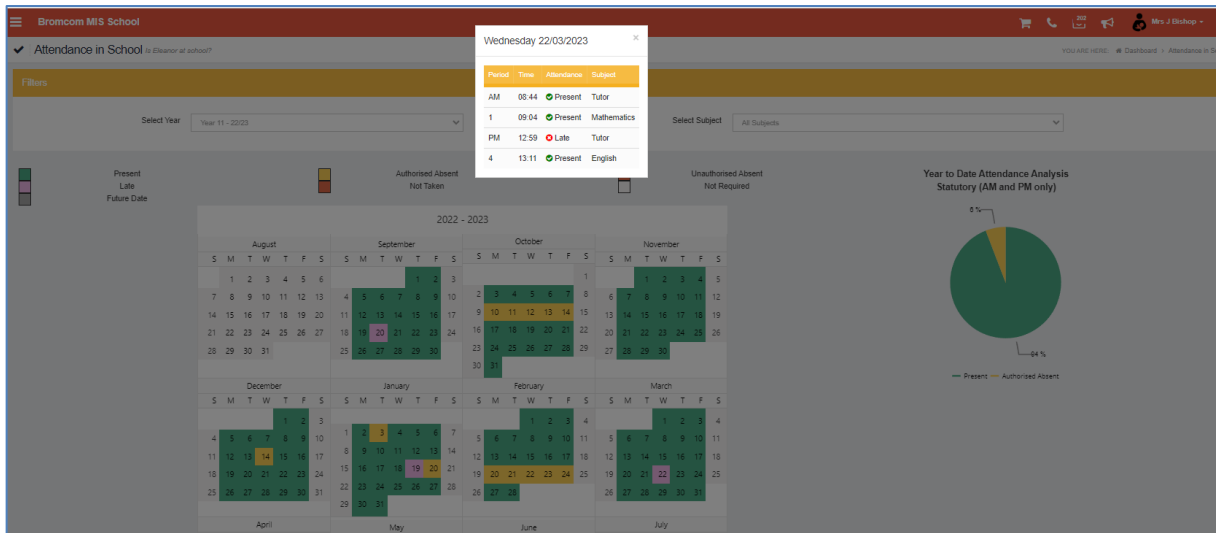 Bromcom MIS School
202
Mrs J Bishop
Attendance in School Is Eleanor at school?
YOU ARE HERE: Dashboard > Attendance in Sc
Wednesday 22/03/2023 ×
Period Time Attendance Subject
AM 08:44 Present Tutor
1 09:04 Present Mathematics
PM 12:59 Late Tutor
4 13:11 Present English
Filters
Select Year Year 11 - 22/23
Select Subject All Subjects
Present Authorised Absent Unauthorised Absent
Late Not Taken Not Required
Future Date
Year to Date Attendance Analysis
Statutory (AM and PM only)
6 %
94 %
Present Authorised Absent
2022 - 2023
August September October November
S M T W T F S S M T W T F S S M T W T F S S M T W T F S
1 2 3 4 5 6 1 2 3 1 1 2 3 4 5
7 8 9 10 11 12 13 4 5 6 7 8 9 10 2 3 4 5 6 7 8 6 7 8 9 10 11 12
14 15 16 17 18 19 20 11 12 13 14 15 16 17 9 10 11 12 13 14 15 13 14 15 16 17 18 19
21 22 23 24 25 26 27 18 19 20 21 22 23 24 16 17 18 19 20 21 22 20 21 22 23 24 25 26
28 29 30 31 25 26 27 28 29 30 23 24 25 26 27 28 29 27 28 29 30
30 31
December January February March
S M T W T F S S M T W T F S S M T W T F S S M T W T F S
1 2 3 1 2 3 4 5 6 7 1 2 3 4 1 2 3 4
4 5 6 7 8 9 10 8 9 10 11 12 13 14 5 6 7 8 9 10 11 5 6 7 8 9 10 11
11 12 13 14 15 16 17 15 16 17 18 19 20 21 12 13 14 15 16 17 18 12 13 14 15 16 17 18
18 19 20 21 22 23 24 22 23 24 25 26 27 28 19 20 21 22 23 24 25 19 20 21 22 23 24 25
25 26 27 28 29 30 31 29 30 31 26 27 28 26 27 28 29 30 31
April May June July